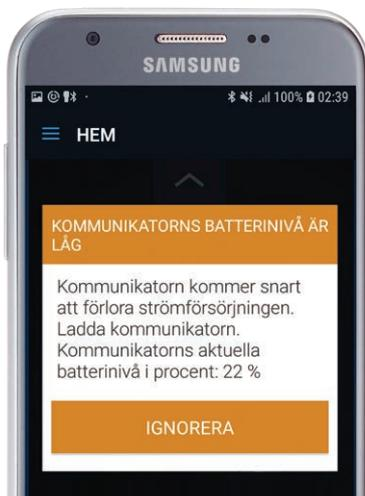 SAMSUNG
100% 02:39
HEM
KOMMUNIKATORNS BATTERINIVÅ ÄR
LÅG
Kommunikatorn kommer snart
att förlora strömförsörjningen.
Ladda kommunikatorn.
Kommunikatorns aktuella
batterinivå i procent: 22 %
IGNORERA